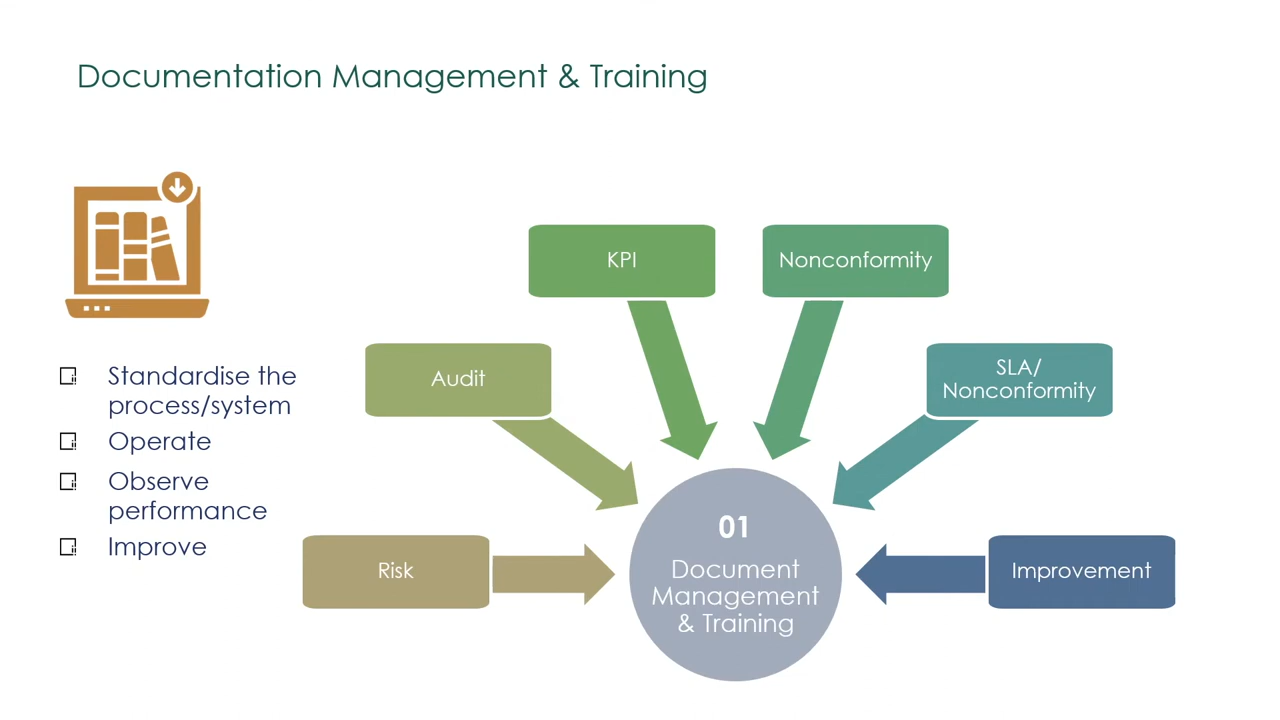 Documentation Management & Training
Standardise the
process/system
Operate
Observe
performance
Improve
KPI
Nonconformity
Audit
SLA/
Nonconformity
Risk
Improvement
01
Document
Management
& Training